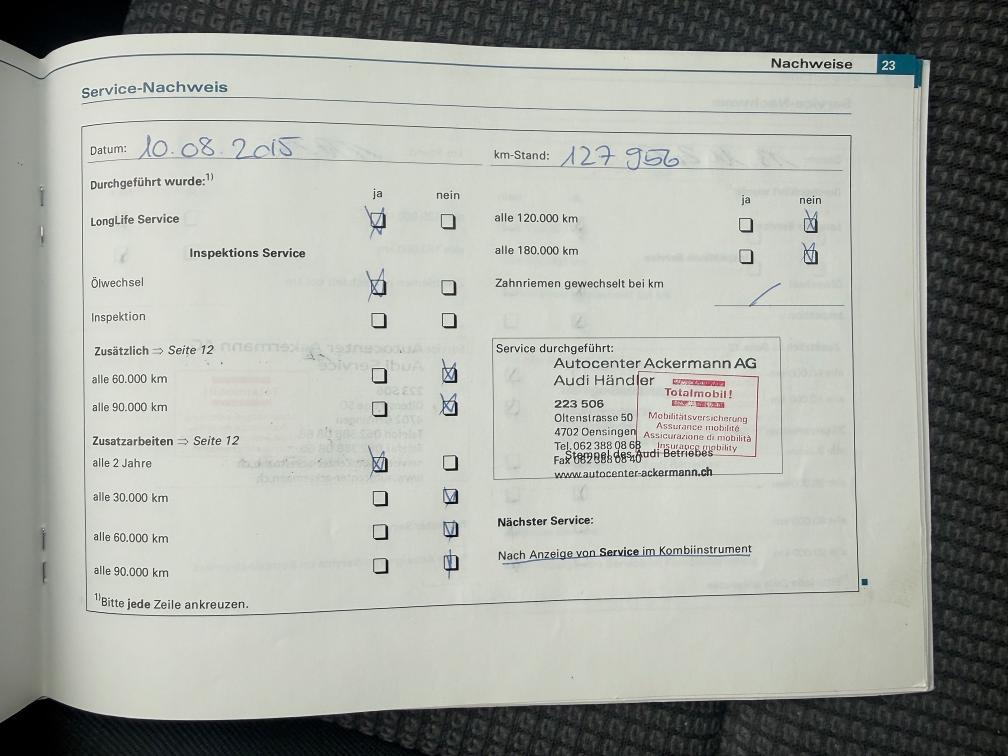 Nachweise 23
Service-Nachweis
Datum: 10.08.2015
km-Stand: 127 956
Durchgeführt wurde:1)
ja nein
LongLife Service
Inspektions Service
Ölwechsel
Inspektion
Zusätzlich ⇒ Seite 12
alle 60.000 km
alle 90.000 km
Zusatzarbeiten ⇒ Seite 12
alle 2 Jahre
alle 30.000 km
alle 60.000 km
alle 90.000 km
1)Bitte jede Zeile ankreuzen.
ja nein
alle 120.000 km
alle 180.000 km
Zahnriemen gewechselt bei km /
Service durchgeführt:
Autocenter Ackermann AG
Audi Händler
223 506
Oltenstrasse 50
4702 Oensingen
Tel. 062 388 08 68
Fax 062 388 08 40
Stempel des Audi Betriebes
www.autocenter-ackermann.ch
Totalmobil!
Mobilitätsversicherung
Assurance mobilité
Assicurazione di mobilità
Insurance mobility
Nächster Service:
Nach Anzeige von Service im Kombiinstrument